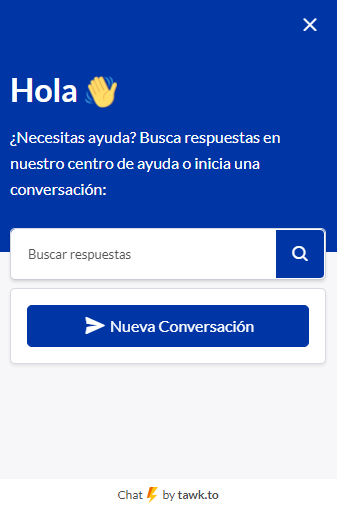 Hola 👋
¿Necesitas ayuda? Busca respuestas en
nuestro centro de ayuda o inicia una
conversación:
Buscar respuestas
Nueva Conversación
Chat ⚡ by tawk.to